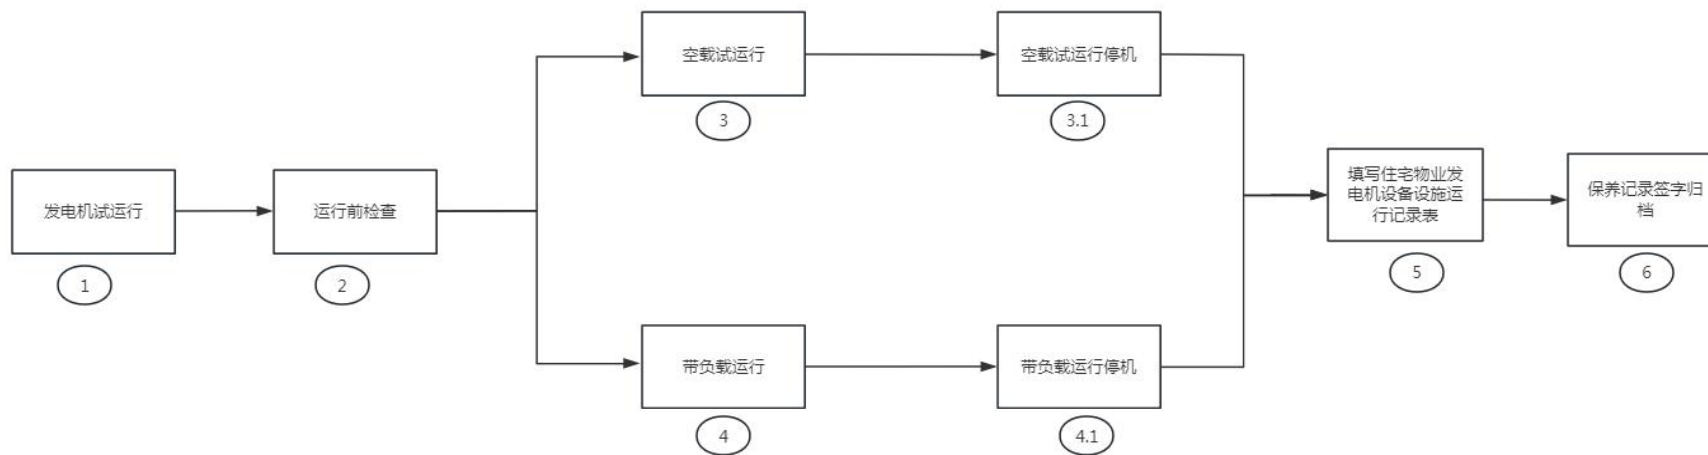 发电机试运行
1
运行前检查
2
空载试运行
3
空载试运行停机
3.1
带负载运行
4
带负载运行停机
4.1
填写住宅物业发
电机设备设施运
行记录表
5
保养记录签字归
档
6